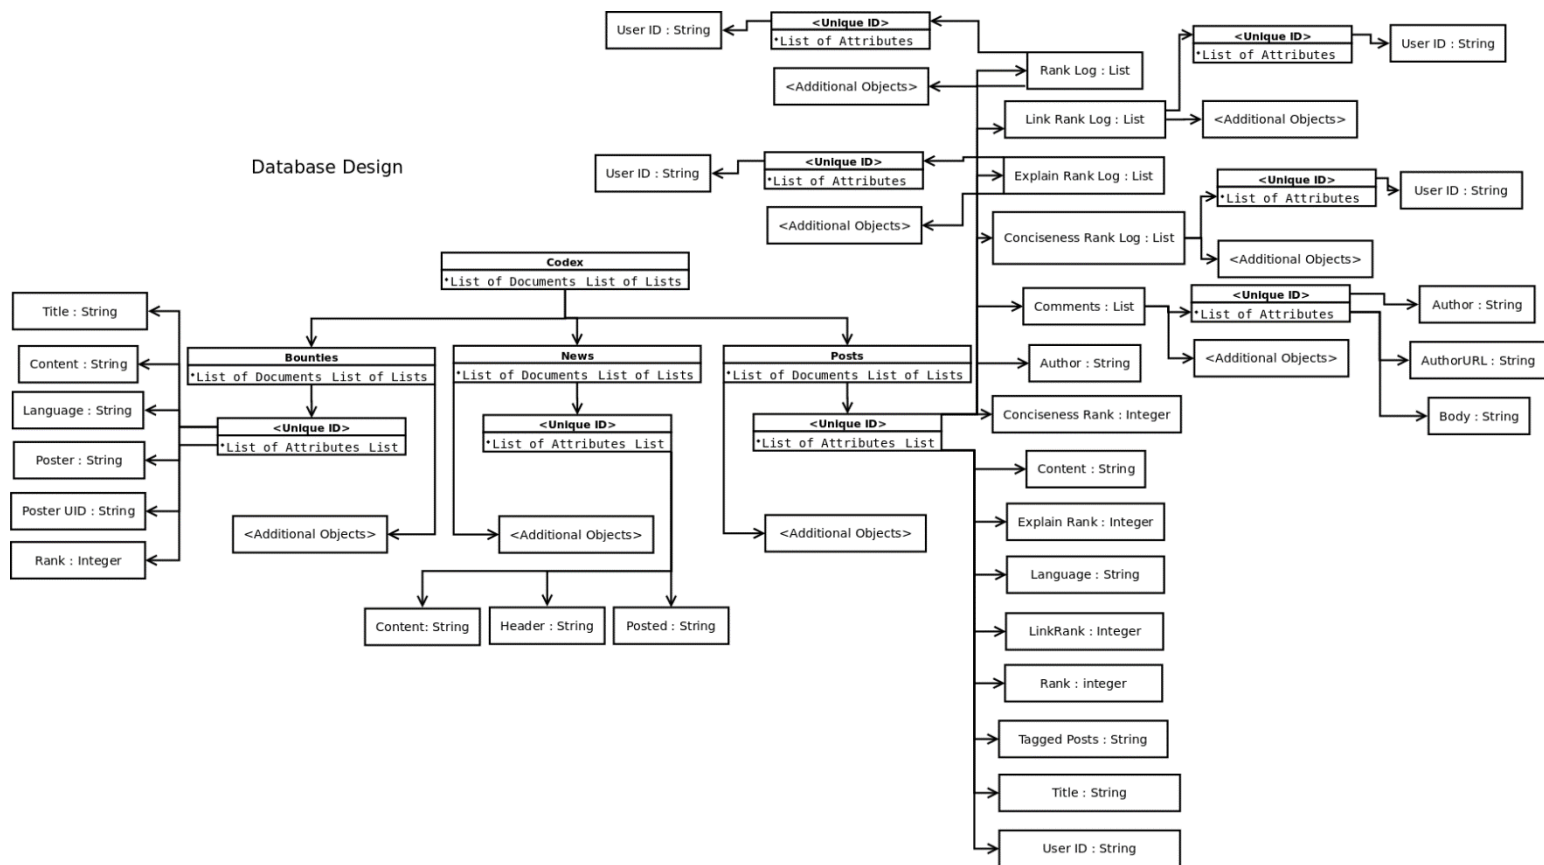 Database Design
User ID : String
<Unique ID>
*List of Attributes
<Additional Objects>
Rank Log : List
<Unique ID>
*List of Attributes
User ID : String
Link Rank Log : List
<Additional Objects>
User ID : String
<Unique ID>
*List of Attributes
<Additional Objects>
Explain Rank Log : List
<Unique ID>
*List of Attributes
User ID : String
Conciseness Rank Log : List
<Additional Objects>
Codex
*List of Documents List of Lists
Comments : List
<Unique ID>
*List of Attributes
Author : String
<Additional Objects>
AuthorURL : String
Body : String
Title : String
Content : String
Language : String
Poster : String
Poster UID : String
Rank : Integer
Bounties
*List of Documents List of Lists
<Unique ID>
*List of Attributes List
<Additional Objects>
News
*List of Documents List of Lists
<Unique ID>
*List of Attributes List
<Additional Objects>
Content: String
Header : String
Posted : String
Posts
*List of Documents List of Lists
<Unique ID>
*List of Attributes List
<Additional Objects>
Author : String
Conciseness Rank : Integer
Content : String
Explain Rank : Integer
Language : String
LinkRank : Integer
Rank : integer
Tagged Posts : String
Title : String
User ID : String